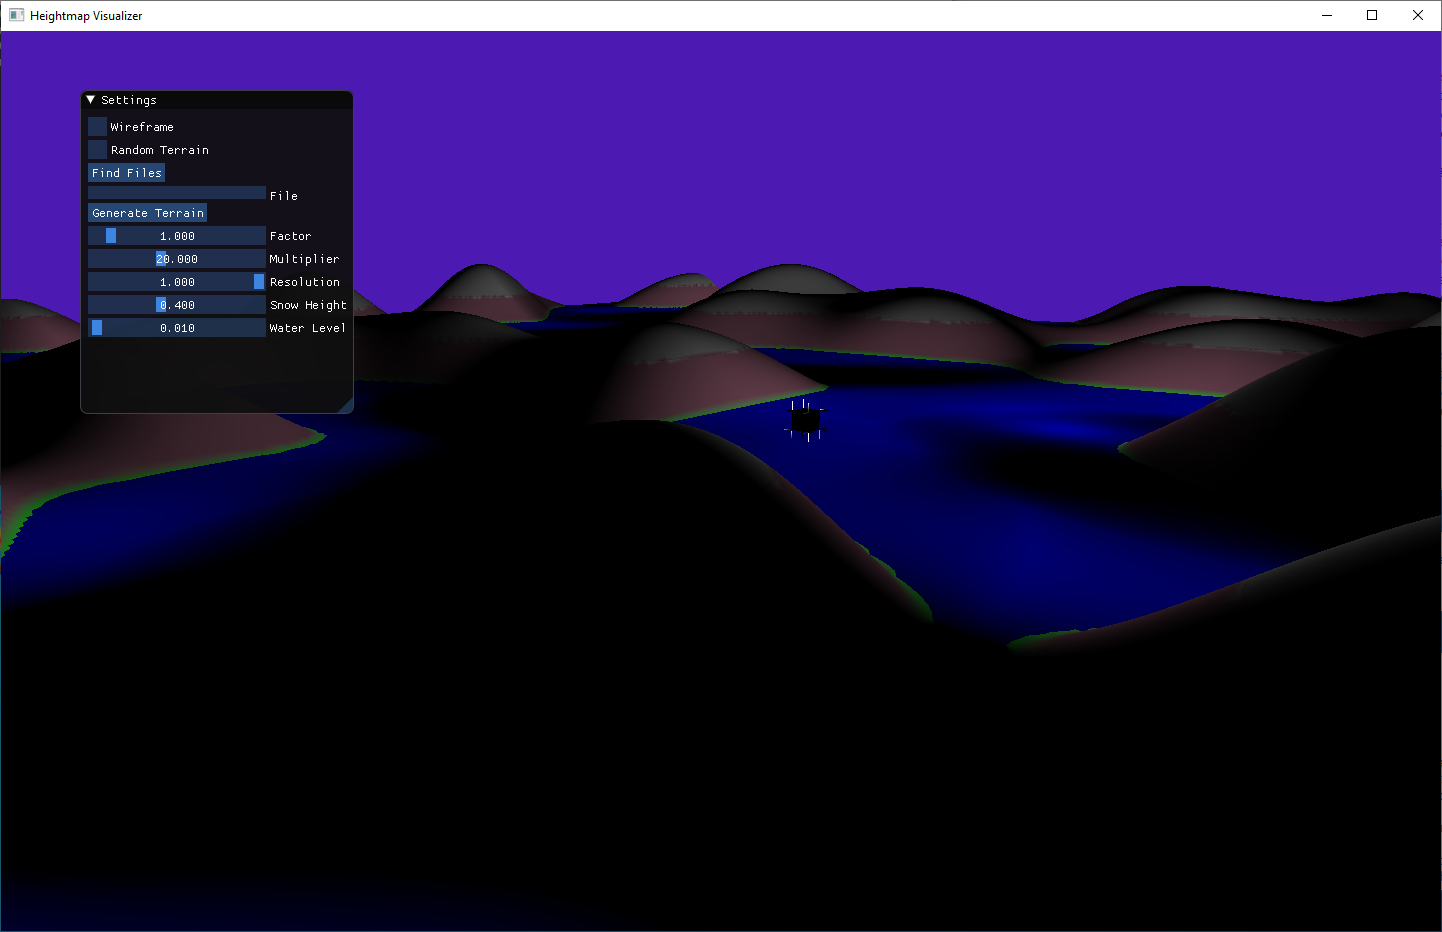 Heightmap Visualizer
Settings
Wireframe
Random Terrain
Find Files
File
Generate Terrain
1.000 Factor
20.000 Multiplier
1.000 Resolution
0.400 Snow Height
0.010 Water Level